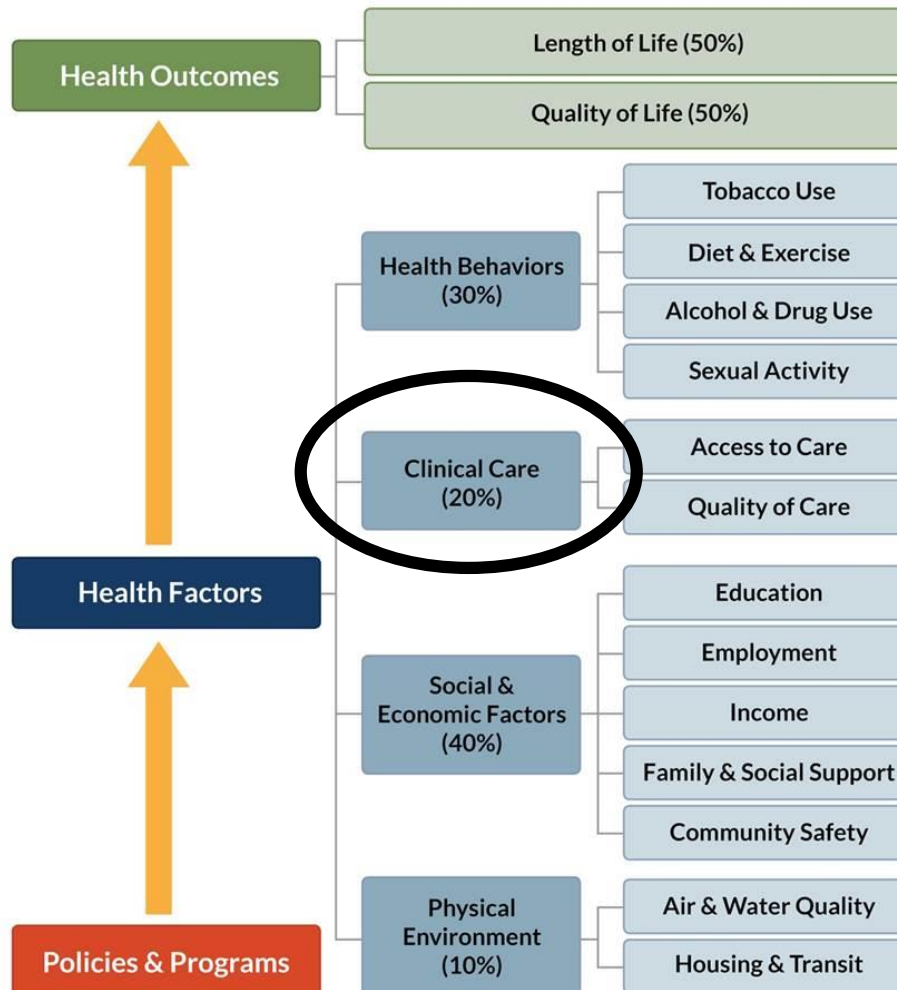 Health Outcomes
Length of Life (50%)
Quality of Life (50%)
Health Factors
Health Behaviors
(30%)
Tobacco Use
Diet & Exercise
Alcohol & Drug Use
Sexual Activity
Clinical Care
(20%)
Access to Care
Quality of Care
Social &
Economic Factors
(40%)
Education
Employment
Income
Family & Social Support
Community Safety
Physical
Environment
(10%)
Air & Water Quality
Housing & Transit
Policies & Programs